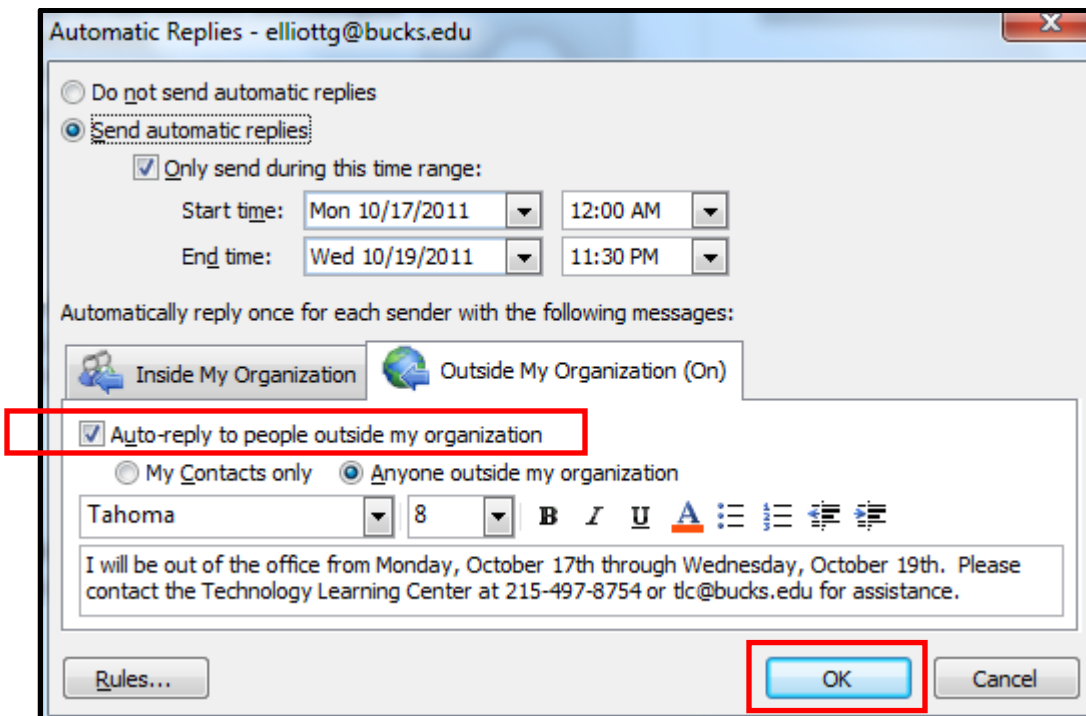 Automatic Replies - elliottg@bucks.edu
X
Do not send automatic replies
Send automatic replies
Only send during this time range:
Start time: Mon 10/17/2011 12:00 AM
End time: Wed 10/19/2011 11:30 PM
Automatically reply once for each sender with the following messages:
Inside My Organization Outside My Organization (On)
Auto-reply to people outside my organization
My Contacts only Anyone outside my organization
Tahoma 8 B I U A
I will be out of the office from Monday, October 17th through Wednesday, October 19th.  Please
contact the Technology Learning Center at 215-497-8754 or tlc@bucks.edu for assistance.
Rules... OK Cancel